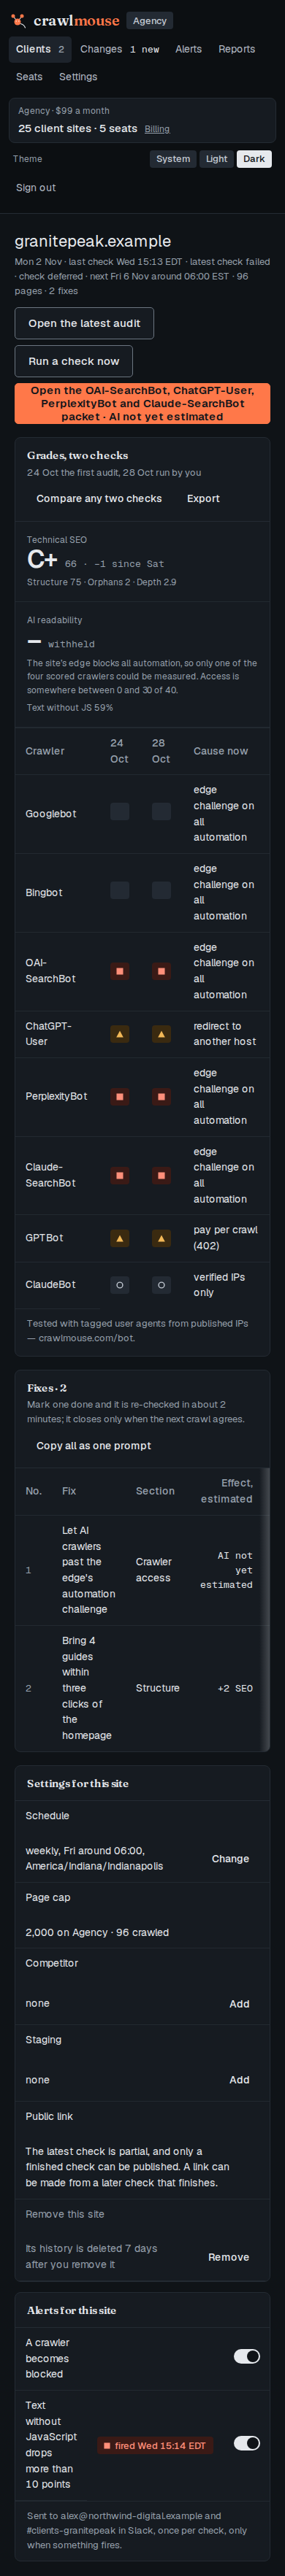 crawlmouse Agency
Clients 2 Changes 1 new Alerts Reports
Seats Settings
Agency · $99 a month
25 client sites · 5 seats Billing
Theme System Light Dark
Sign out
granitepeak.example
Mon 2 Nov · last check Wed 15:13 EDT · latest check failed
· check deferred · next Fri 6 Nov around 06:00 EST · 96
pages · 2 fixes
Open the latest audit
Run a check now
Open the OAI-SearchBot, ChatGPT-User,
PerplexityBot and Claude-SearchBot
packet · AI not yet estimated
Grades, two checks
24 Oct the first audit, 28 Oct run by you
Compare any two checks Export
Technical SEO
C+ 66 · −1 since Sat
Structure 75 · Orphans 2 · Depth 2.9
AI readability
— withheld
The site's edge blocks all automation, so only one of the
four scored crawlers could be measured. Access is
somewhere between 0 and 30 of 40.
Text without JS 59%
Crawler 24 Oct 28 Oct Cause now
Googlebot edge challenge on all automation
Bingbot edge challenge on all automation
OAI-SearchBot edge challenge on all automation
ChatGPT-User redirect to another host
PerplexityBot edge challenge on all automation
Claude-SearchBot edge challenge on all automation
GPTBot pay per crawl (402)
ClaudeBot verified IPs only
Tested with tagged user agents from published IPs
— crawlmouse.com/bot.
Fixes · 2
Mark one done and it is re-checked in about 2
minutes; it closes only when the next crawl agrees.
Copy all as one prompt
No. Fix Section Effect, estimated
1 Let AI crawlers past the edge's automation challenge Crawler access AI not yet estimated
2 Bring 4 guides within three clicks of the homepage Structure +2 SEO
Settings for this site
Schedule
weekly, Fri around 06:00,
America/Indiana/Indianapolis Change
Page cap
2,000 on Agency · 96 crawled
Competitor
none Add
Staging
none Add
Public link
The latest check is partial, and only a
finished check can be published. A link can
be made from a later check that finishes.
Remove this site
Its history is deleted 7 days
after you remove it Remove
Alerts for this site
A crawler becomes blocked
Text without JavaScript drops more than 10 points fired Wed 15:14 EDT
Sent to alex@northwind-digital.example and
#clients-granitepeak in Slack, once per check, only
when something fires.